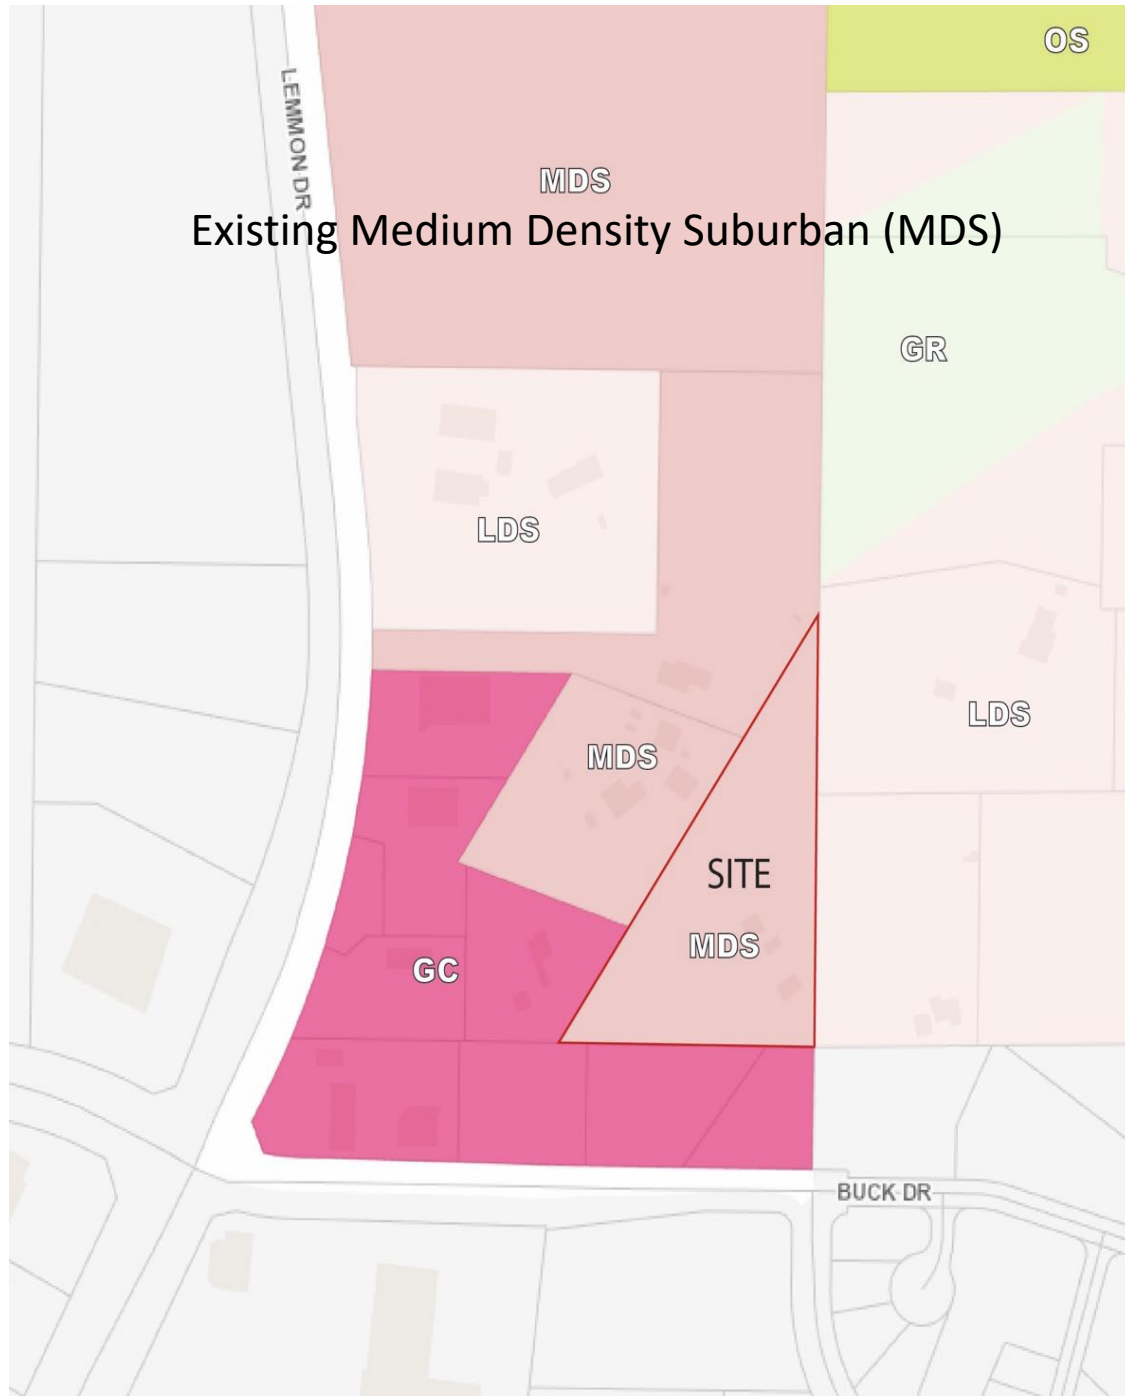 OS
LEMMON DR
MDS
Existing Medium Density Suburban (MDS)
GR
LDS
LDS
MDS
SITE
MDS
GC
BUCK DR